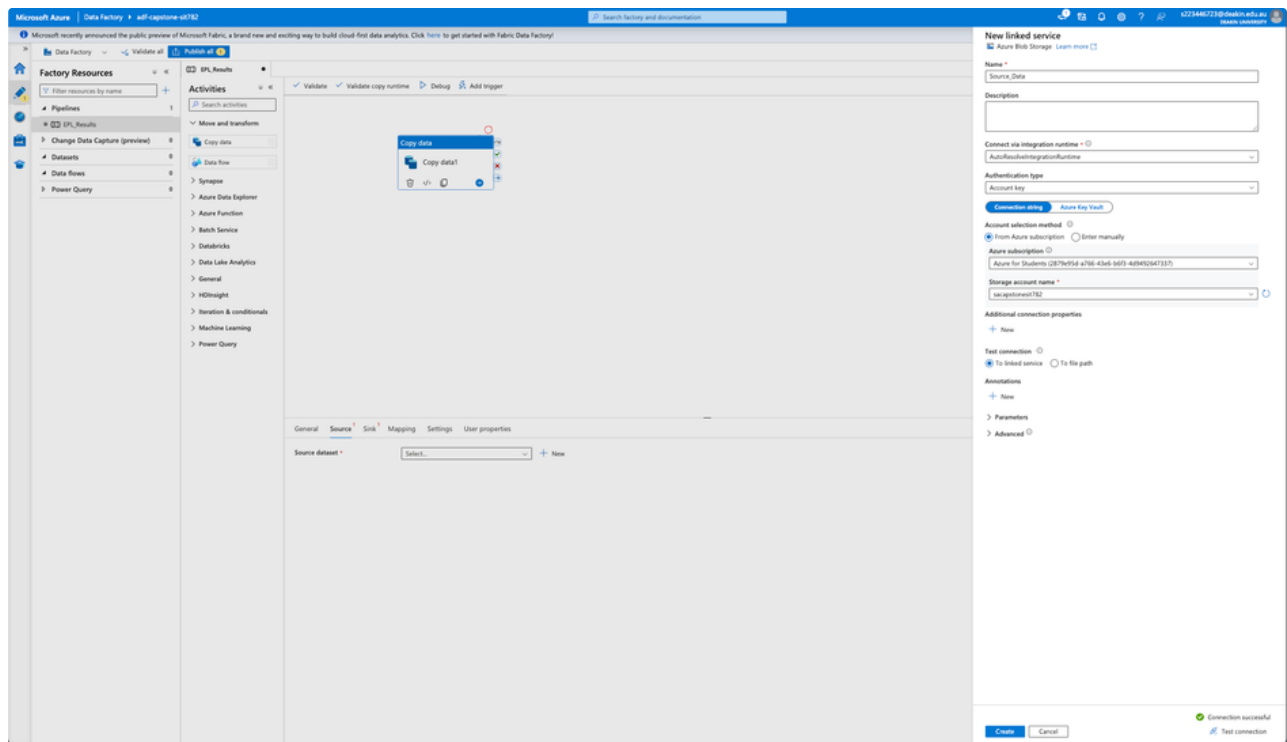 Microsoft Azure | Data Factory ▸ adf-capstone-sit782
Search factory and documentation
s223446723@deakin.edu.au
DEAKIN UNIVERSITY
Microsoft recently announced the public preview of Microsoft Fabric, a brand new and exciting way to build cloud-first data analytics. Click here to get started with Fabric Data Factory!
Data Factory
Validate all
Publish all 1
Factory Resources
Filter resources by name
Pipelines 1
EPL_Results
Change Data Capture (preview) 0
Datasets 0
Data flows 0
Power Query 0
EPL_Results
Activities
Search activities
Move and transform
Copy data
Data flow
Synapse
Azure Data Explorer
Azure Function
Batch Service
Databricks
Data Lake Analytics
General
HDInsight
Iteration & conditionals
Machine Learning
Power Query
Validate
Validate copy runtime
Debug
Add trigger
Copy data
Copy data1
General Source 1 Sink 1 Mapping Settings User properties
Source dataset *
Select...
New
New linked service
Azure Blob Storage Learn more
Name *
Source_Data
Description
Connect via integration runtime *
AutoResolveIntegrationRuntime
Authentication type
Account key
Connection string Azure Key Vault
Account selection method
From Azure subscription Enter manually
Azure subscription
Azure for Students (2879e95d-a766-43e6-b6f3-4d9492647337)
Storage account name *
sacapstonesit782
Additional connection properties
New
Test connection
To linked service To file path
Annotations
New
Parameters
Advanced
Connection successful
Create Cancel Test connection